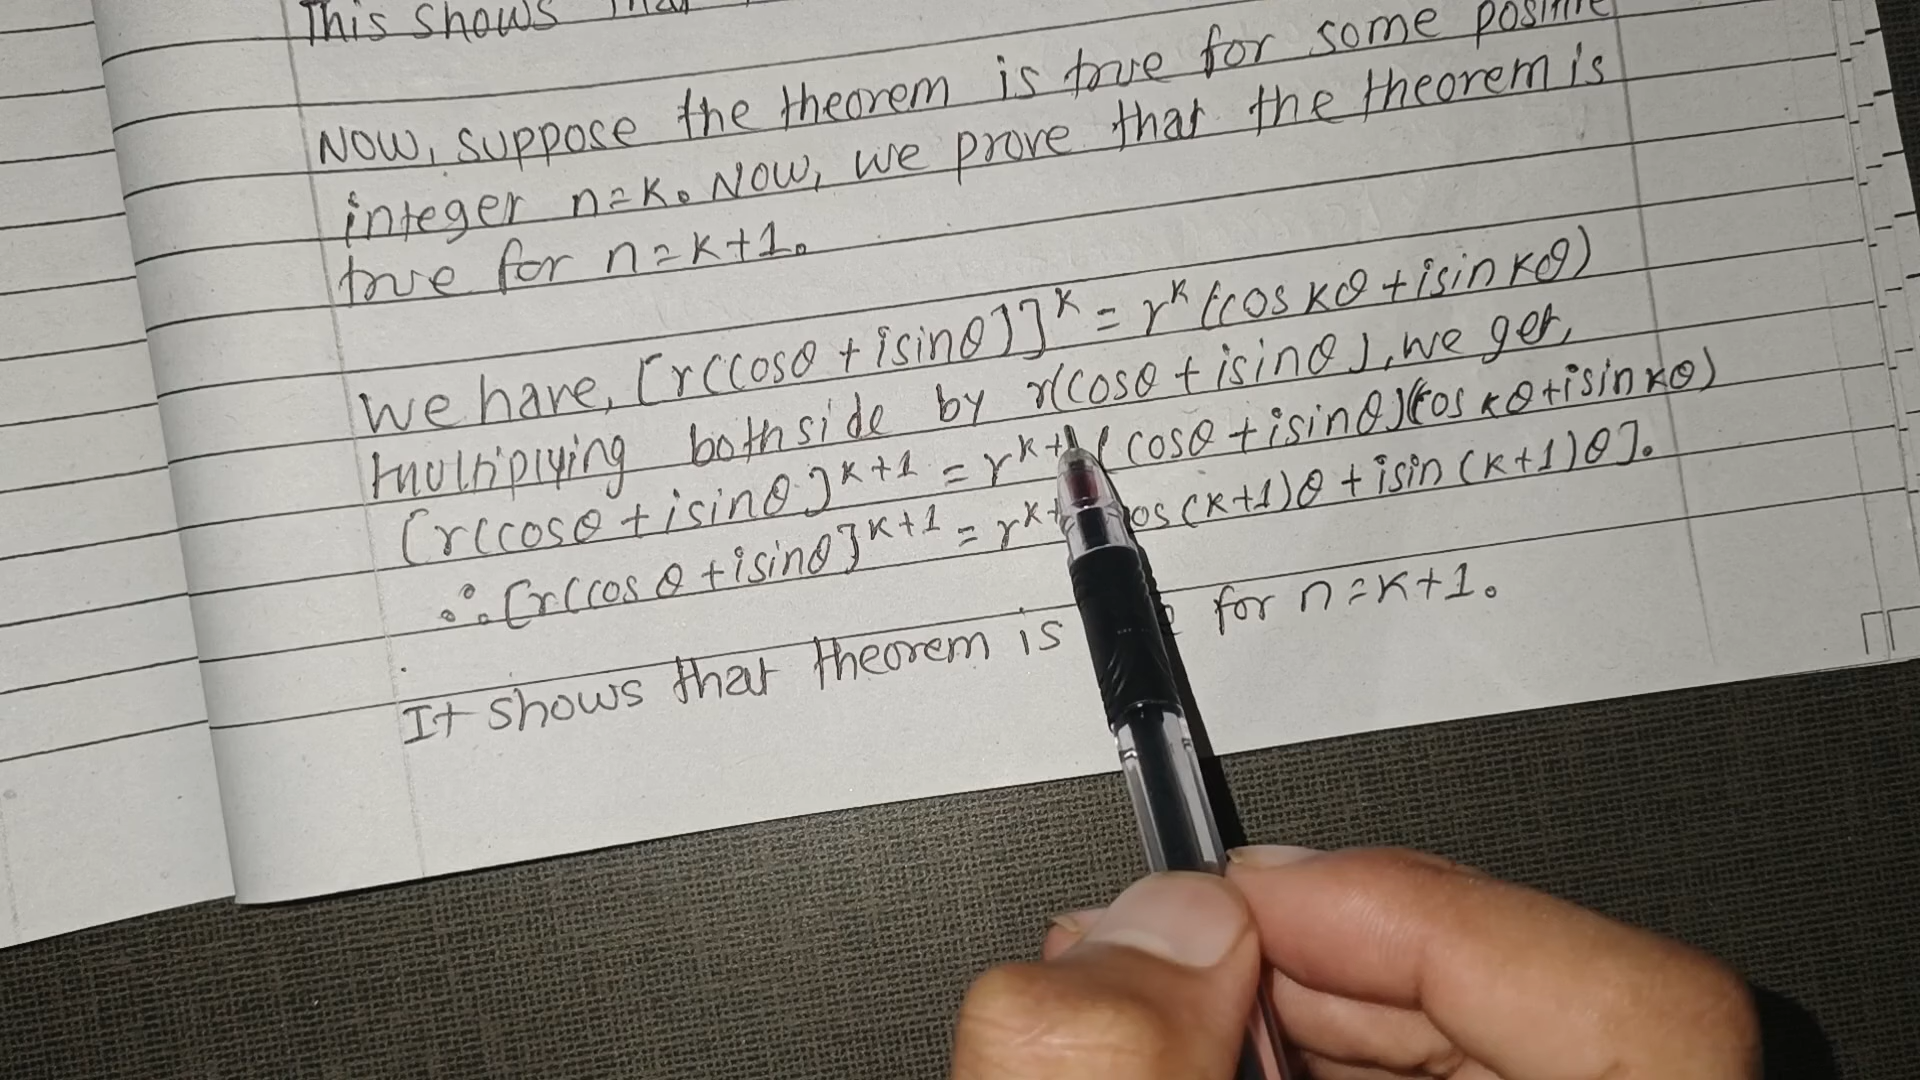 This shows that
Now, suppose the theorem is true for some positive
integer n=k. Now, we prove that the theorem is
true for n=k+1.
We have, [r(cosθ + isinθ)]^k = r^k (cos kθ + isin kθ)
multiplying both side by r(cosθ + isinθ), we get,
[r(cosθ + isinθ]^k+1 = r^k+1 (cosθ + isinθ)(cos kθ + isin kθ)
∴ [r(cos θ + isinθ]^k+1 = r^k+ os (k+1)θ + isin (k+1)θ].
It shows that theorem is for n=k+1.